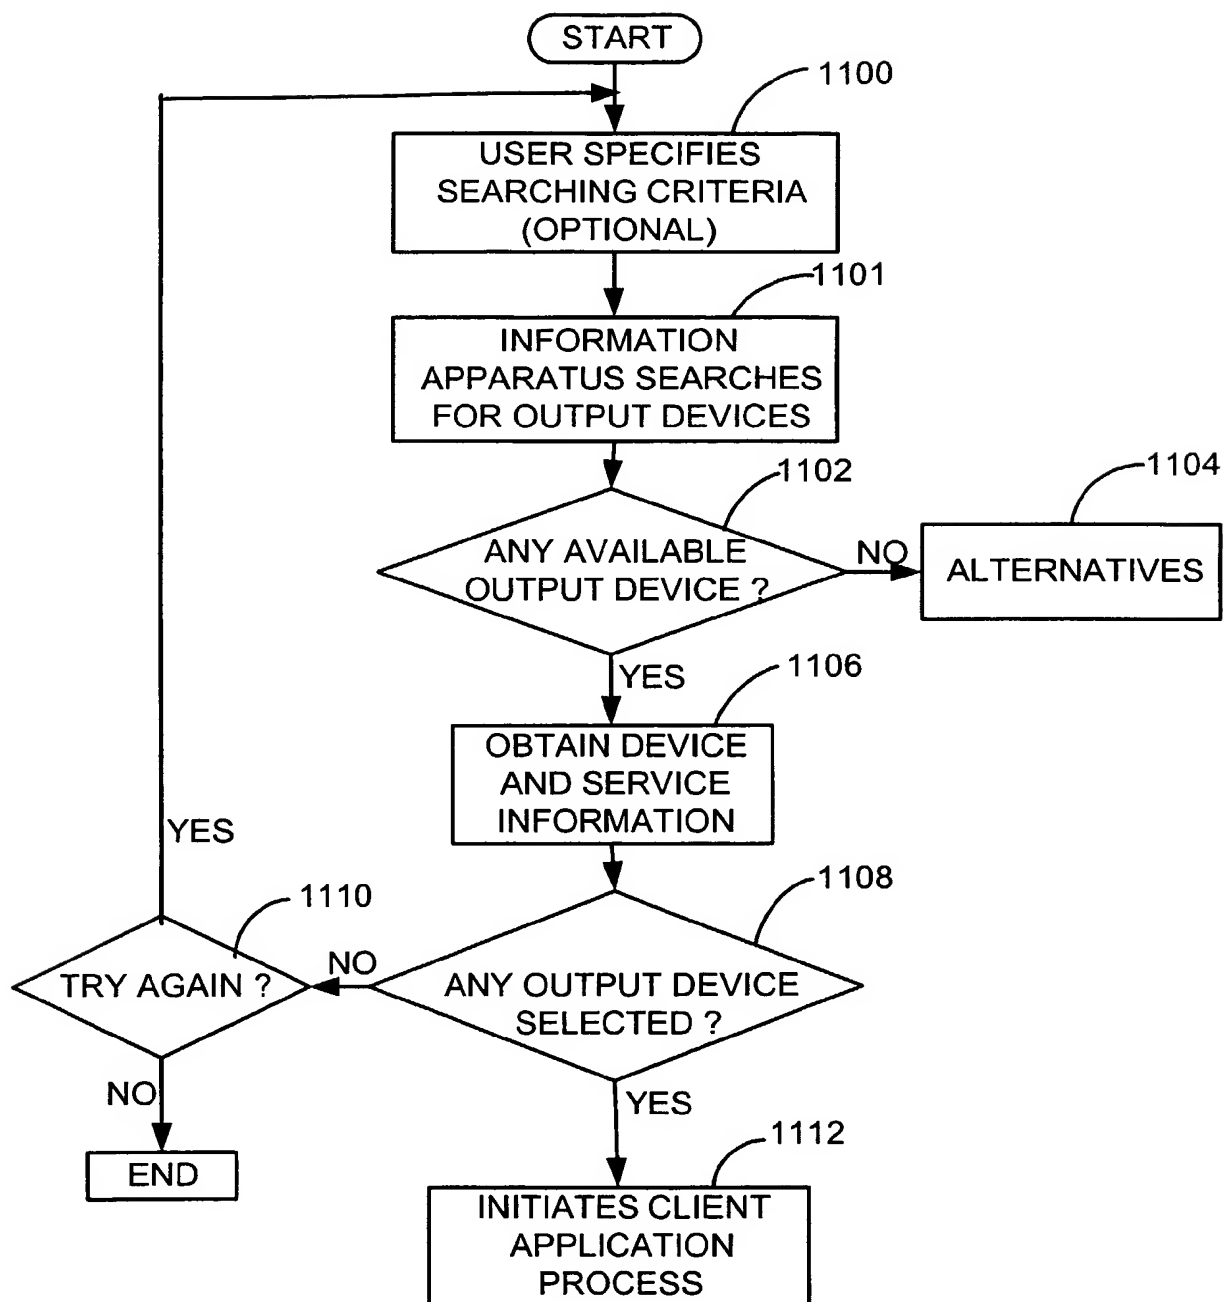 START
1100
USER SPECIFIES
SEARCHING CRITERIA
(OPTIONAL)
1101
INFORMATION
APPARATUS SEARCHES
FOR OUTPUT DEVICES
1102
1104
ANY AVAILABLE
OUTPUT DEVICE ?
NO
ALTERNATIVES
YES
1106
OBTAIN DEVICE
AND SERVICE
INFORMATION
YES
1108
1110
TRY AGAIN ?
NO
ANY OUTPUT DEVICE
SELECTED ?
NO
YES
END
1112
INITIATES CLIENT
APPLICATION
PROCESS